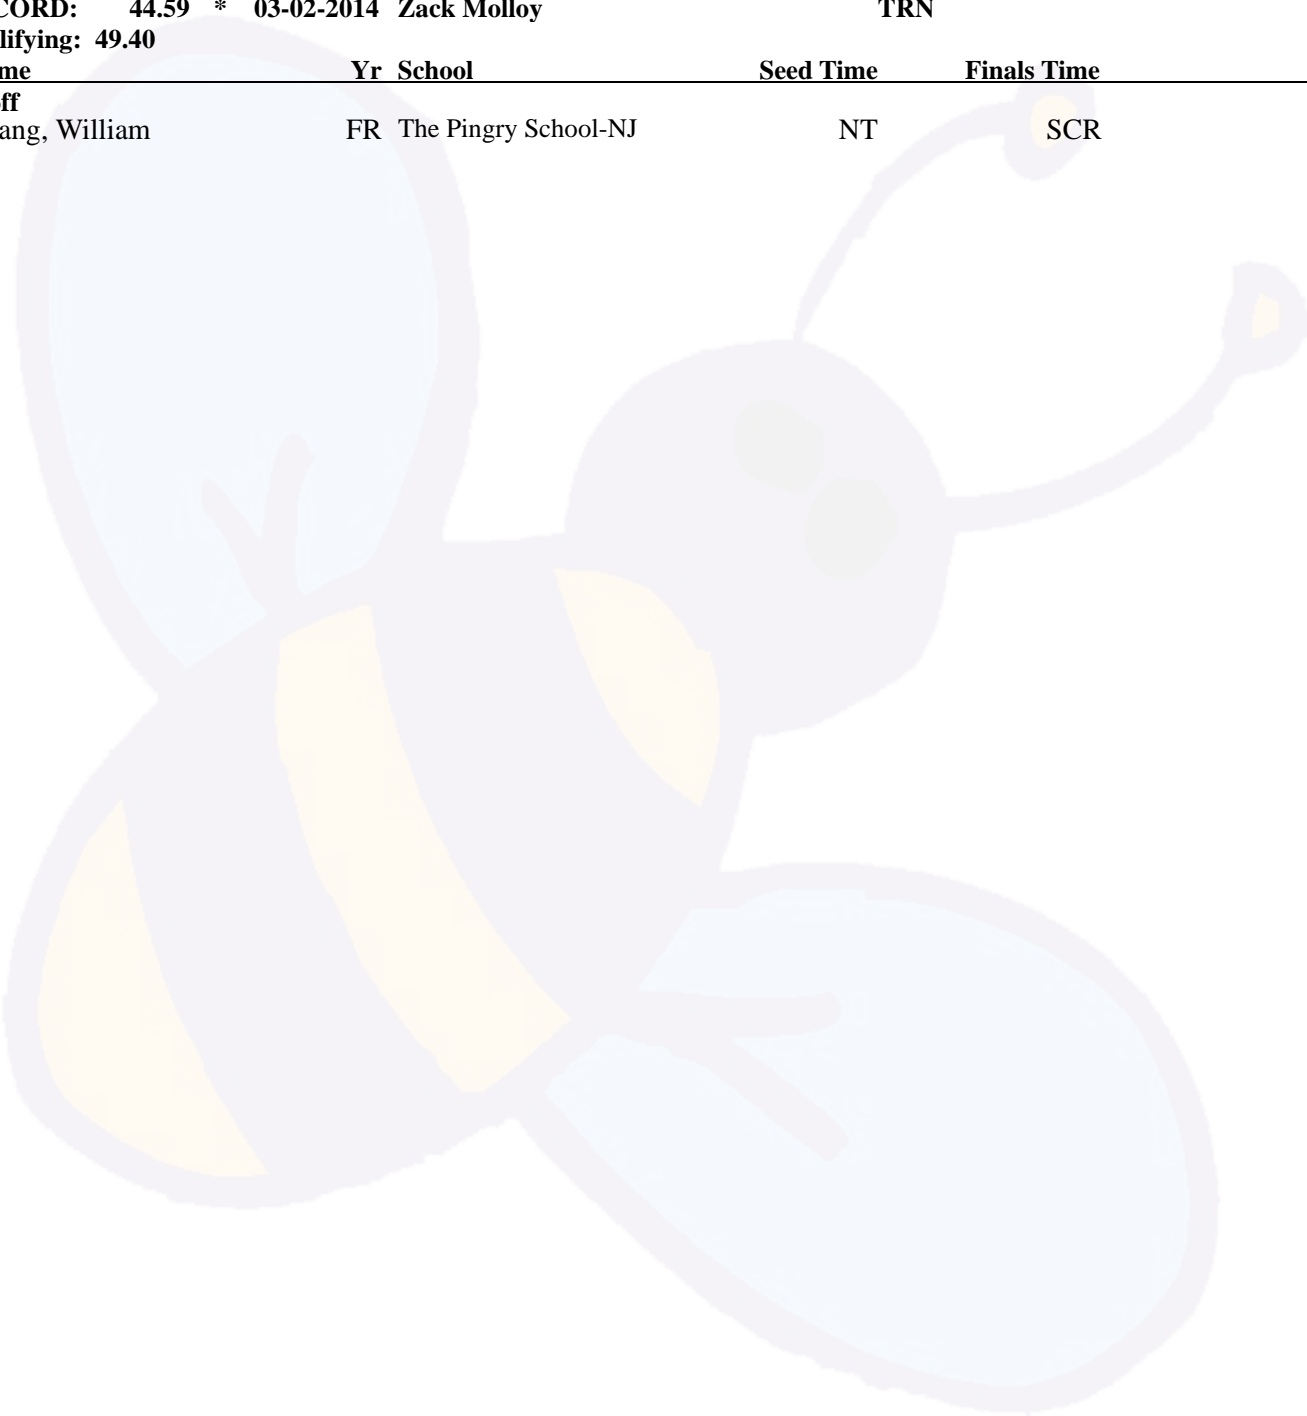 CORD: 44.59 * 03-02-2014 Zack Molloy TRN
lifying: 49.40
me Yr School Seed Time Finals Time
off
ang, William FR The Pingry School-NJ NT SCR